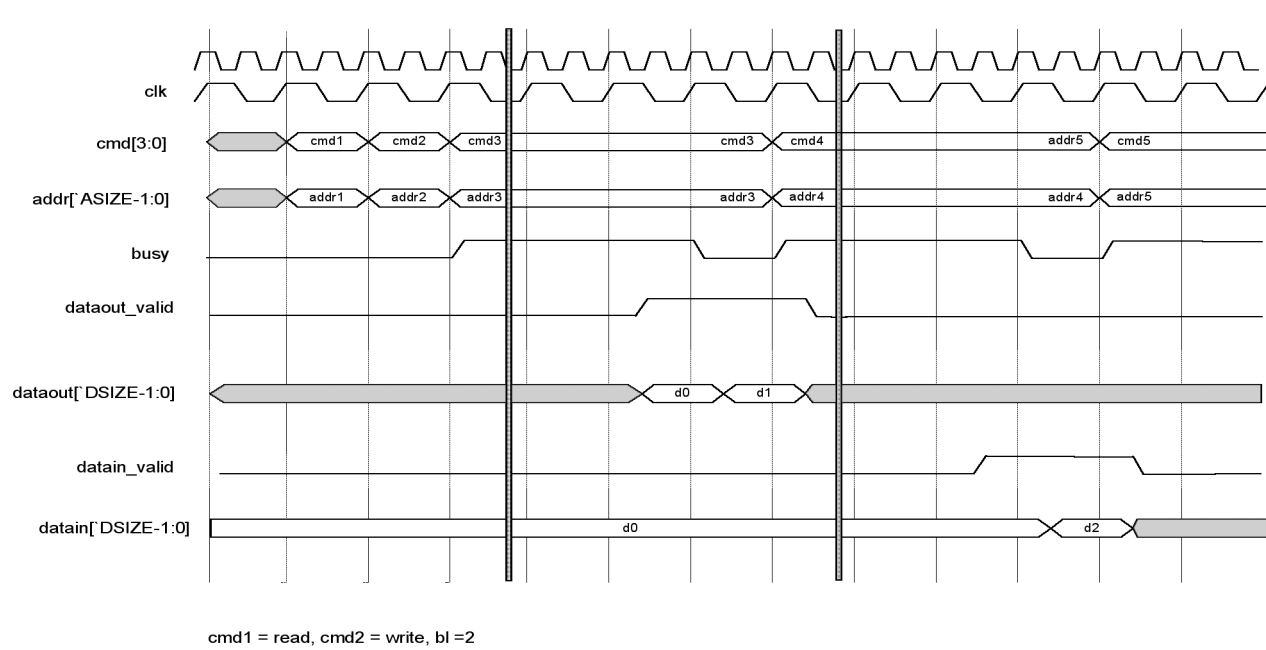 clk
cmd[3:0] cmd1 cmd2 cmd3 cmd3 cmd4 addr5 cmd5
addr[`ASIZE-1:0] addr1 addr2 addr3 addr3 addr4 addr4 addr5
busy
dataout_valid
dataout[`DSIZE-1:0] d0 d1
datain_valid
datain[`DSIZE-1:0] d0 d2
cmd1 = read, cmd2 = write, bl =2